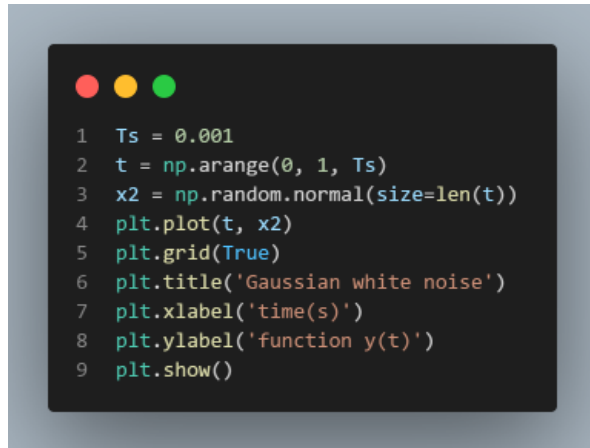 1 Ts = 0.001
2 t = np.arange(0, 1, Ts)
3 x2 = np.random.normal(size=len(t))
4 plt.plot(t, x2)
5 plt.grid(True)
6 plt.title('Gaussian white noise')
7 plt.xlabel('time(s)')
8 plt.ylabel('function y(t)')
9 plt.show()